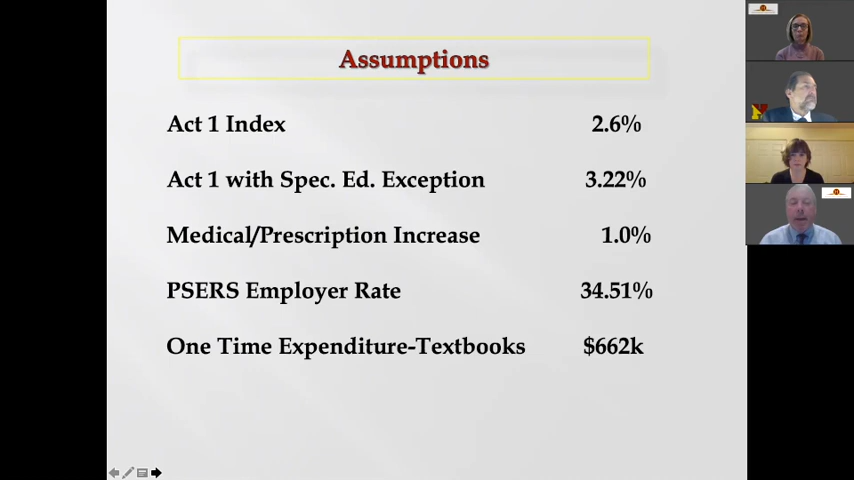 Assumptions
Act 1 Index 2.6%
Act 1 with Spec. Ed. Exception 3.22%
Medical/Prescription Increase 1.0%
PSERS Employer Rate 34.51%
One Time Expenditure-Textbooks $662k